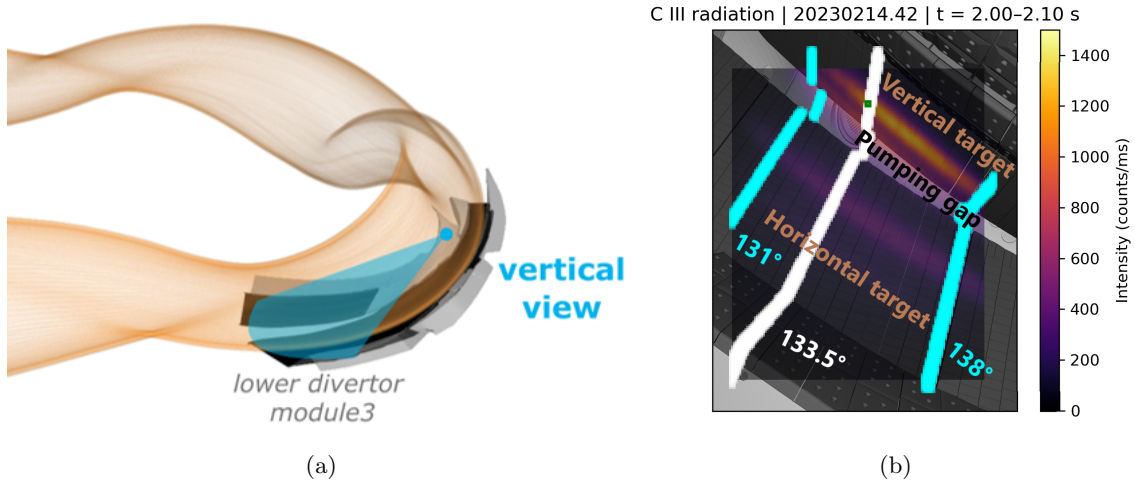 vertical
view
lower divertor
module3
(a)
C III radiation | 20230214.42 | t = 2.00–2.10 s
Vertical target
Pumping gap
Horizontal target
131°
133.5°
138°
1400
1200
1000
800
600
400
200
0
Intensity (counts/ms)
(b)